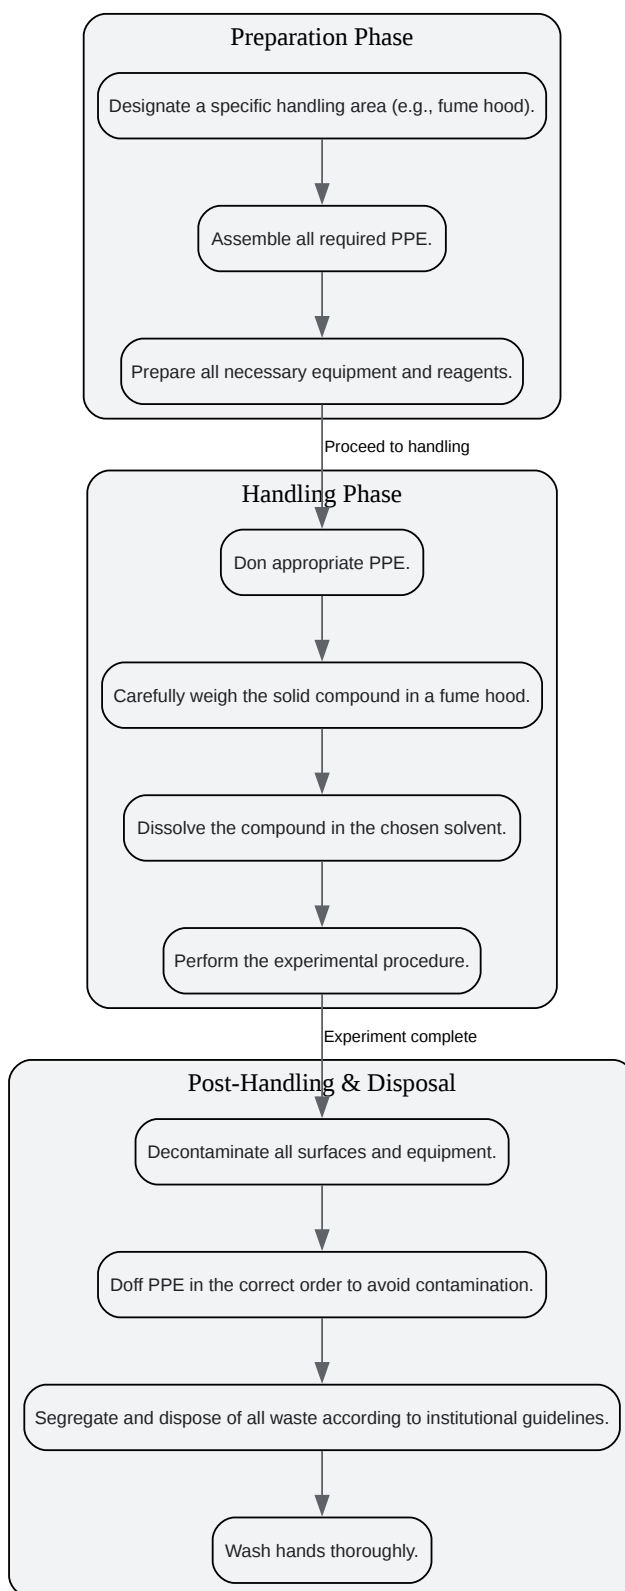 Preparation Phase
Designate a specific handling area (e.g., fume hood).
Assemble all required PPE.
Prepare all necessary equipment and reagents.
Proceed to handling
Handling Phase
Don appropriate PPE.
Carefully weigh the solid compound in a fume hood.
Dissolve the compound in the chosen solvent.
Perform the experimental procedure.
Experiment complete
Post-Handling & Disposal
Decontaminate all surfaces and equipment.
Doff PPE in the correct order to avoid contamination.
Segregate and dispose of all waste according to institutional guidelines.
Wash hands thoroughly.